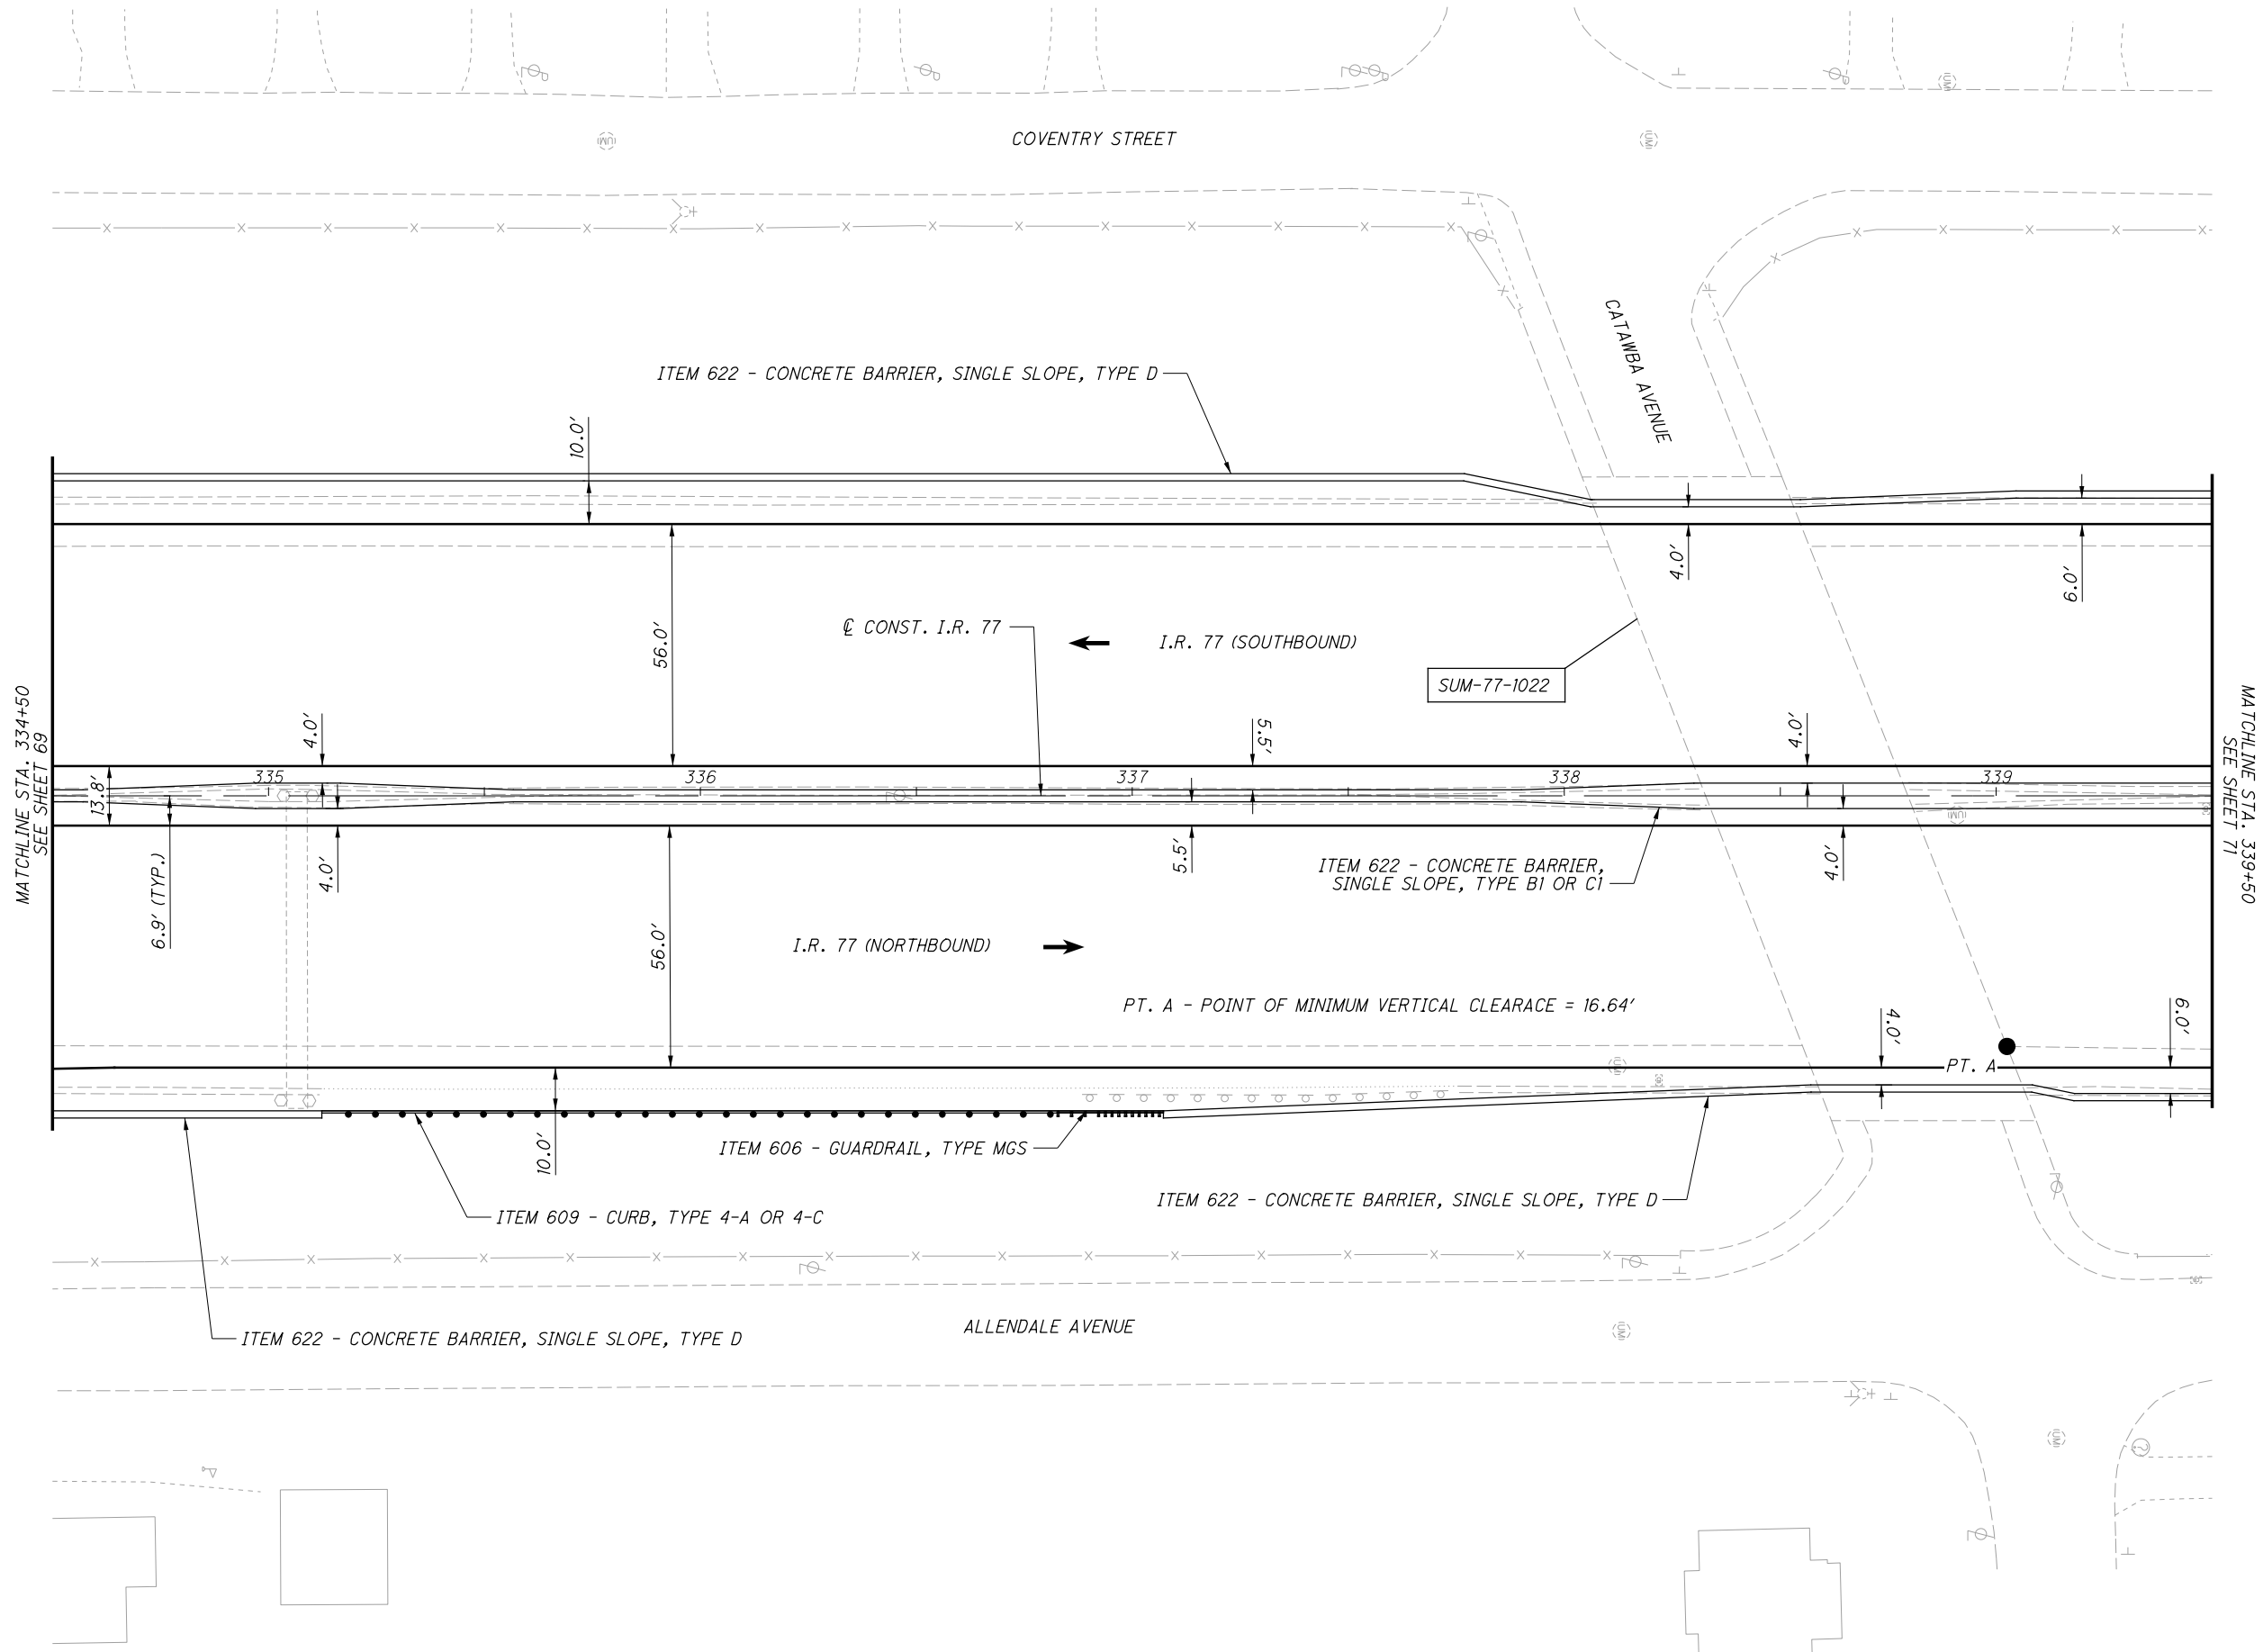 COVENTRY STREET
CATAWBA AVENUE
ITEM 622 - CONCRETE BARRIER, SINGLE SLOPE, TYPE D
10.0'
4.0'
6.0'
56.0'
℄ CONST. I.R. 77
I.R. 77 (SOUTHBOUND)
SUM-77-1022
MATCHLINE STA. 334+50
SEE SHEET 69
MATCHLINE STA. 339+50
SEE SHEET 71
4.0'
5.5'
4.0'
335
336
337
338
339
13.8'
6.9' (TYP.)
4.0'
5.5'
4.0'
ITEM 622 - CONCRETE BARRIER,
SINGLE SLOPE, TYPE B1 OR C1
56.0'
I.R. 77 (NORTHBOUND)
PT. A - POINT OF MINIMUM VERTICAL CLEARACE = 16.64'
4.0'
6.0'
PT. A
10.0'
ITEM 606 - GUARDRAIL, TYPE MGS
ITEM 622 - CONCRETE BARRIER, SINGLE SLOPE, TYPE D
ITEM 609 - CURB, TYPE 4-A OR 4-C
ITEM 622 - CONCRETE BARRIER, SINGLE SLOPE, TYPE D
ALLENDALE AVENUE